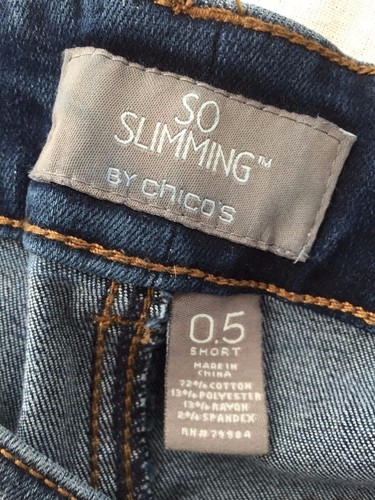 SO
SLIMMING™
BY chico's
0.5
SHORT
MADE IN
CHINA
72% COTTON
13% POLYESTER
13% RAYON
2% SPANDEX
RN# 79984